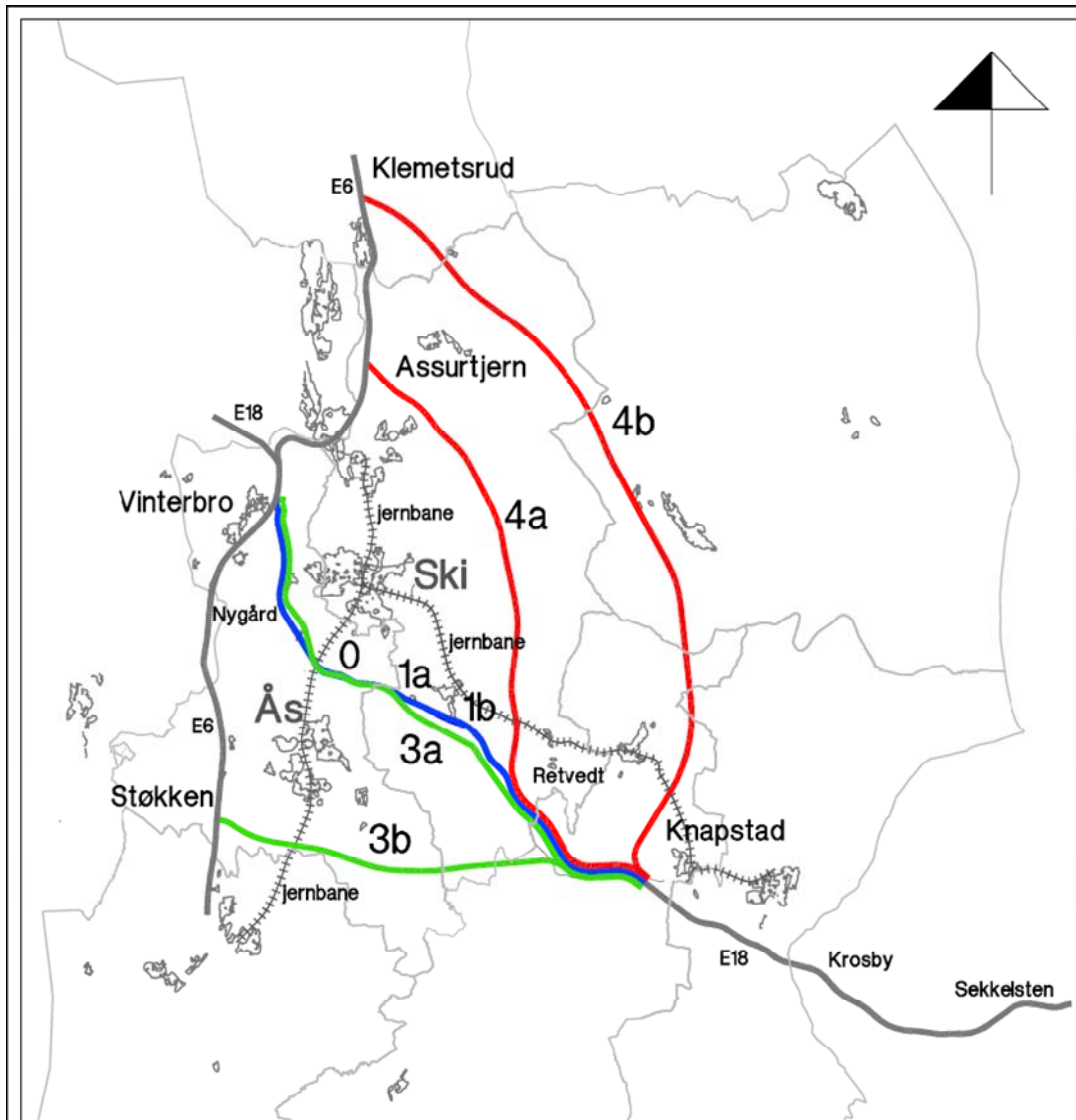 Klemetsrud
E6
Assurtjern
E18
4b
Vinterbro
4a
jernbane
Ski
Nygård
jernbane
0
1a
1b
Ås
E6
3a
Retvedt
Støkken
Knapstad
3b
jernbane
E18
Krosby
Sekkelsten